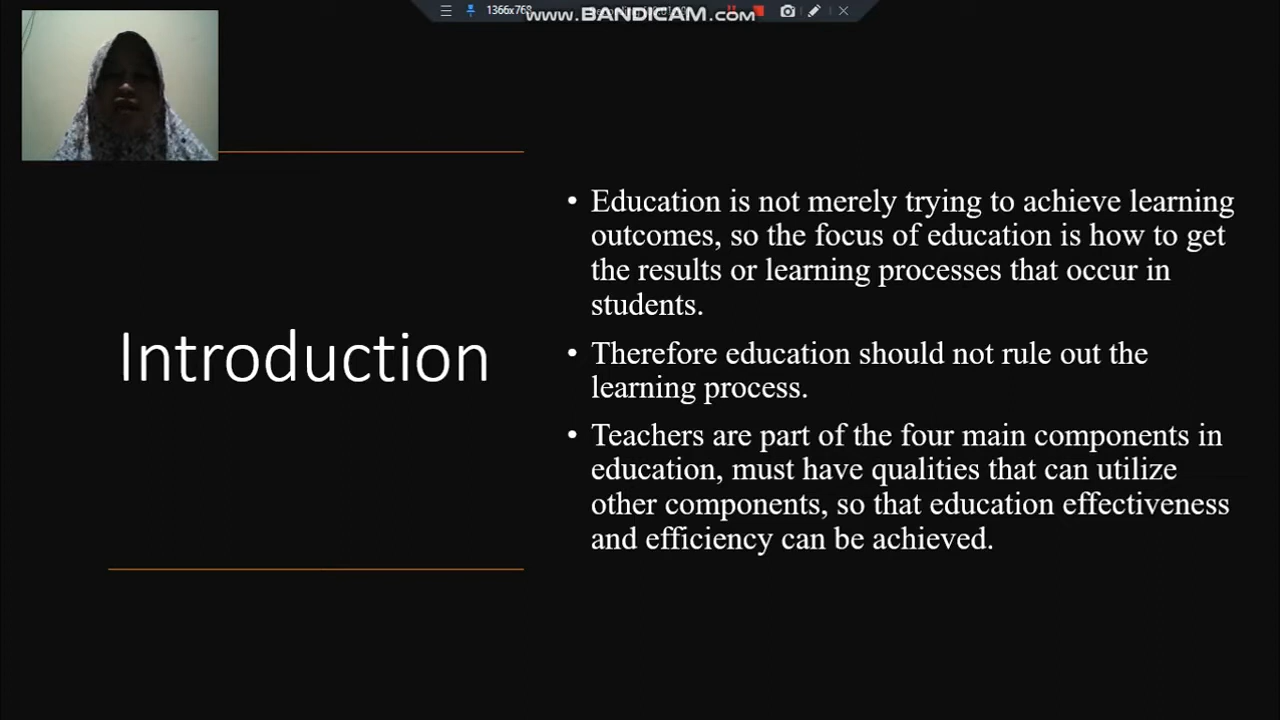 1366x768
www.BANDICAM.com
Introduction
• Education is not merely trying to achieve learning
outcomes, so the focus of education is how to get
the results or learning processes that occur in
students.
• Therefore education should not rule out the
learning process.
• Teachers are part of the four main components in
education, must have qualities that can utilize
other components, so that education effectiveness
and efficiency can be achieved.